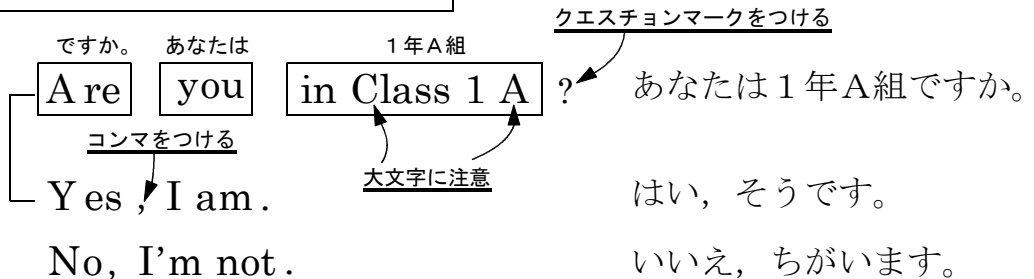 クエスチョンマークをつける
ですか。 あなたは 1年A組
Are you in Class 1 A ? あなたは1年A組ですか。
コンマをつける
大文字に注意
Yes , I am. はい，そうです。
No, I'm not. いいえ，ちがいます。